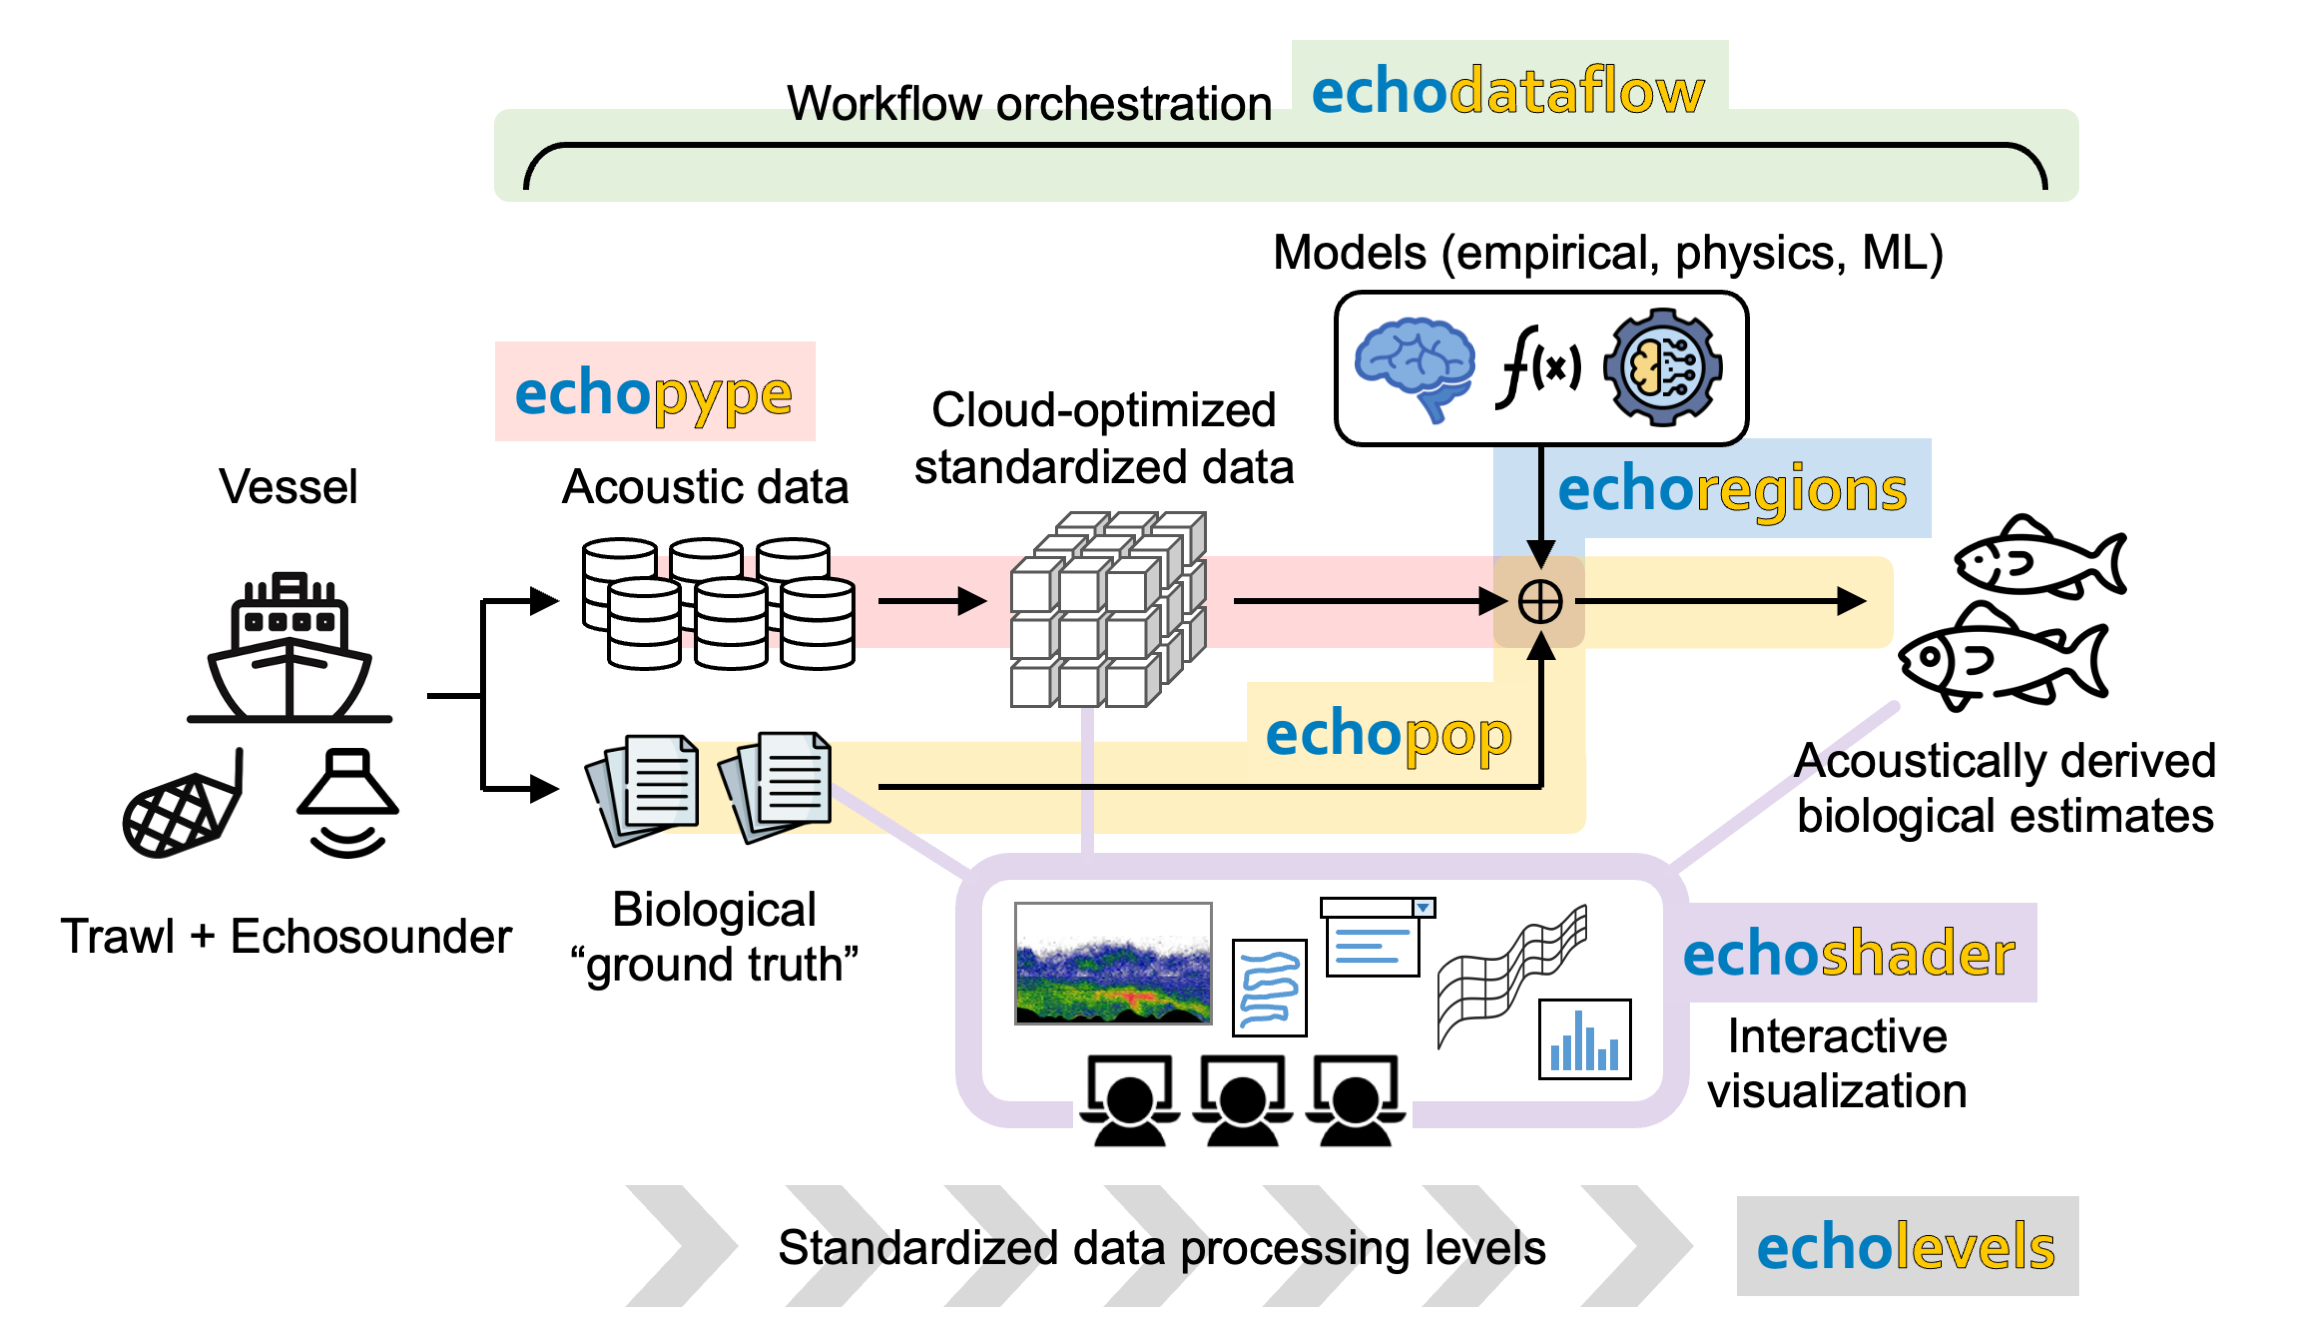 Workflow orchestration echodataflow
Models (empirical, physics, ML)
f(x)
echopype
Cloud-optimized
standardized data
echoregions
Vessel
Acoustic data
echopop
Acoustically derived
biological estimates
Trawl + Echosounder
Biological
“ground truth”
echoshader
Interactive
visualization
Standardized data processing levels
echolevels